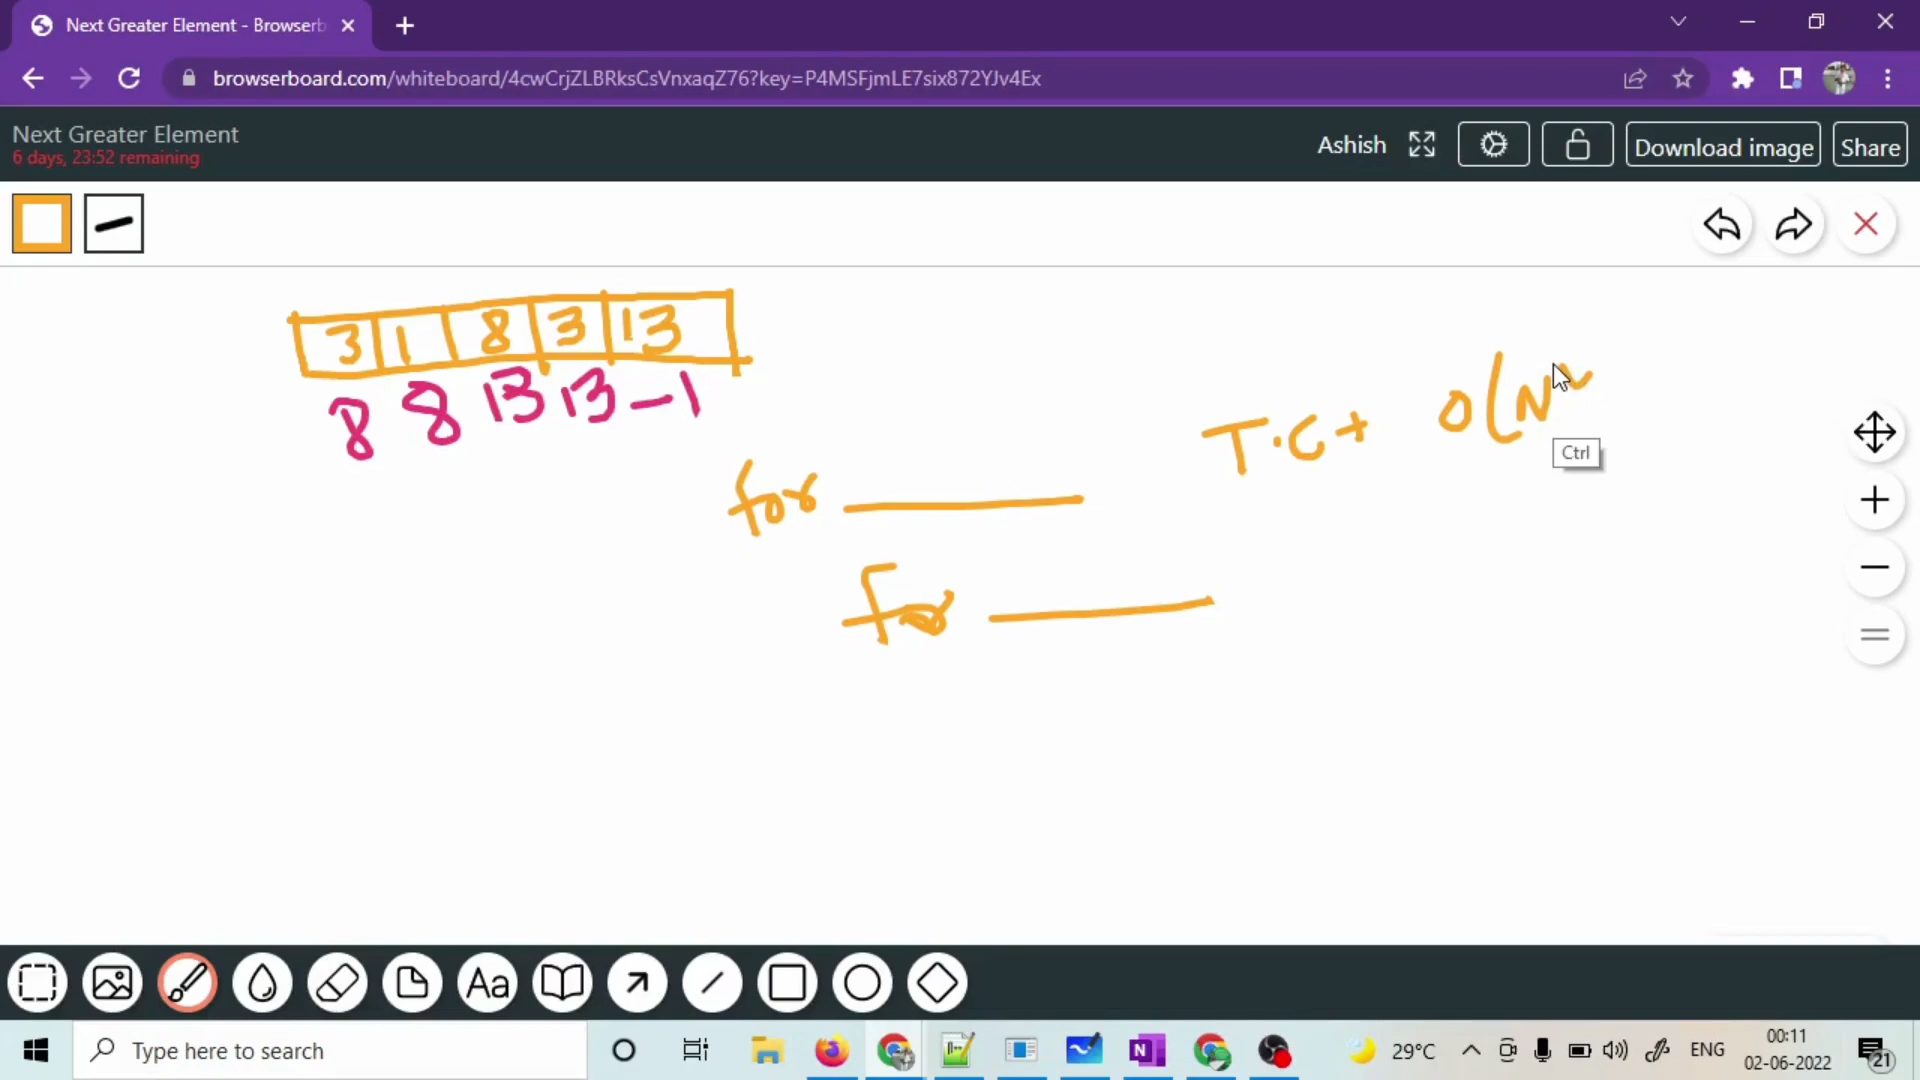 Next Greater Element - Browserb
browserboard.com/whiteboard/4cwCrjZLBRksCsVnxaqZ76?key=P4MSFjmLE7six872YJv4Ex
Next Greater Element
6 days, 23:52 remaining
Ashish
Download image
Share
3 1 8 3 13
8 8 13 13 -1
T.C+ O(N²
Ctrl
for
for
Aa
Type here to search
29°C
ENG
00:11
02-06-2022
21